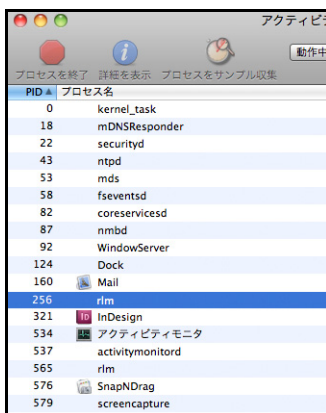 アクティビ
動作中
プロセスを終了 詳細を表示 プロセスをサンプル収集
PID プロセス名
0 kernel_task
18 mDNSResponder
22 securityd
43 ntpd
53 mds
58 fseventsd
82 coreservicesd
87 nmbd
92 WindowServer
124 Dock
160 Mail
256 rlm
321 InDesign
534 アクティビティモニタ
537 activitymonitord
565 rlm
576 SnapNDrag
579 screencapture